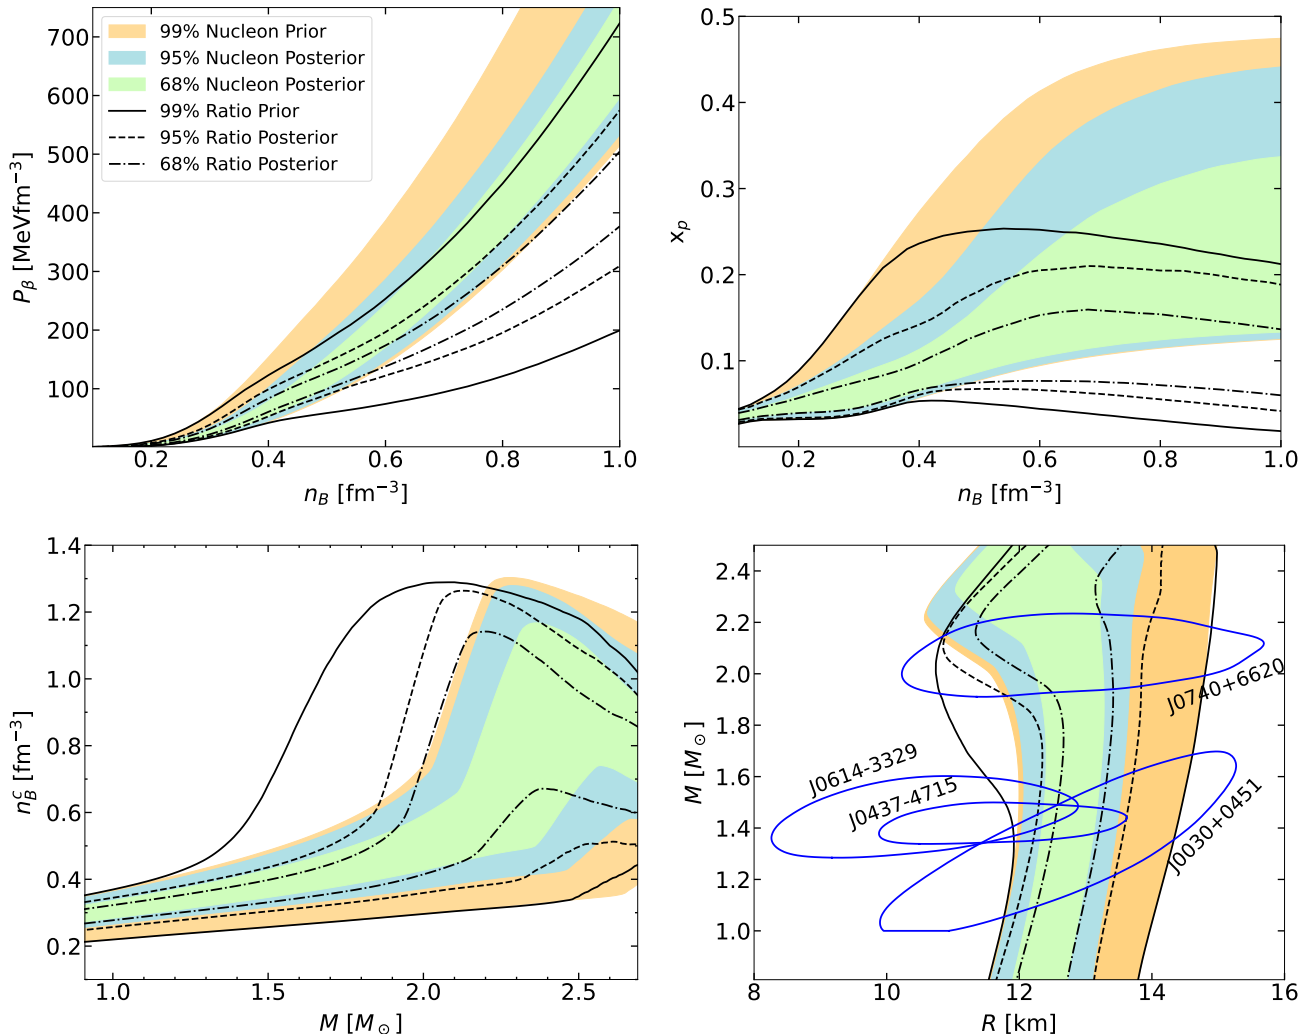 700
600
500
400
300
200
100
P_β [MeVfm⁻³]
99% Nucleon Prior
95% Nucleon Posterior
68% Nucleon Posterior
99% Ratio Prior
95% Ratio Posterior
68% Ratio Posterior
0.2 0.4 0.6 0.8 1.0
n_B [fm⁻³]
0.5
0.4
0.3
0.2
0.1
x_p
0.2 0.4 0.6 0.8 1.0
n_B [fm⁻³]
1.4
1.2
1.0
0.8
0.6
0.4
0.2
n_B^c [fm⁻³]
1.0 1.5 2.0 2.5
M [M_⊙]
2.4
2.2
2.0
1.8
1.6
1.4
1.2
1.0
M [M_⊙]
J0740+6620
J0614-3329
J0437-4715
J0030+0451
8 10 12 14 16
R [km]